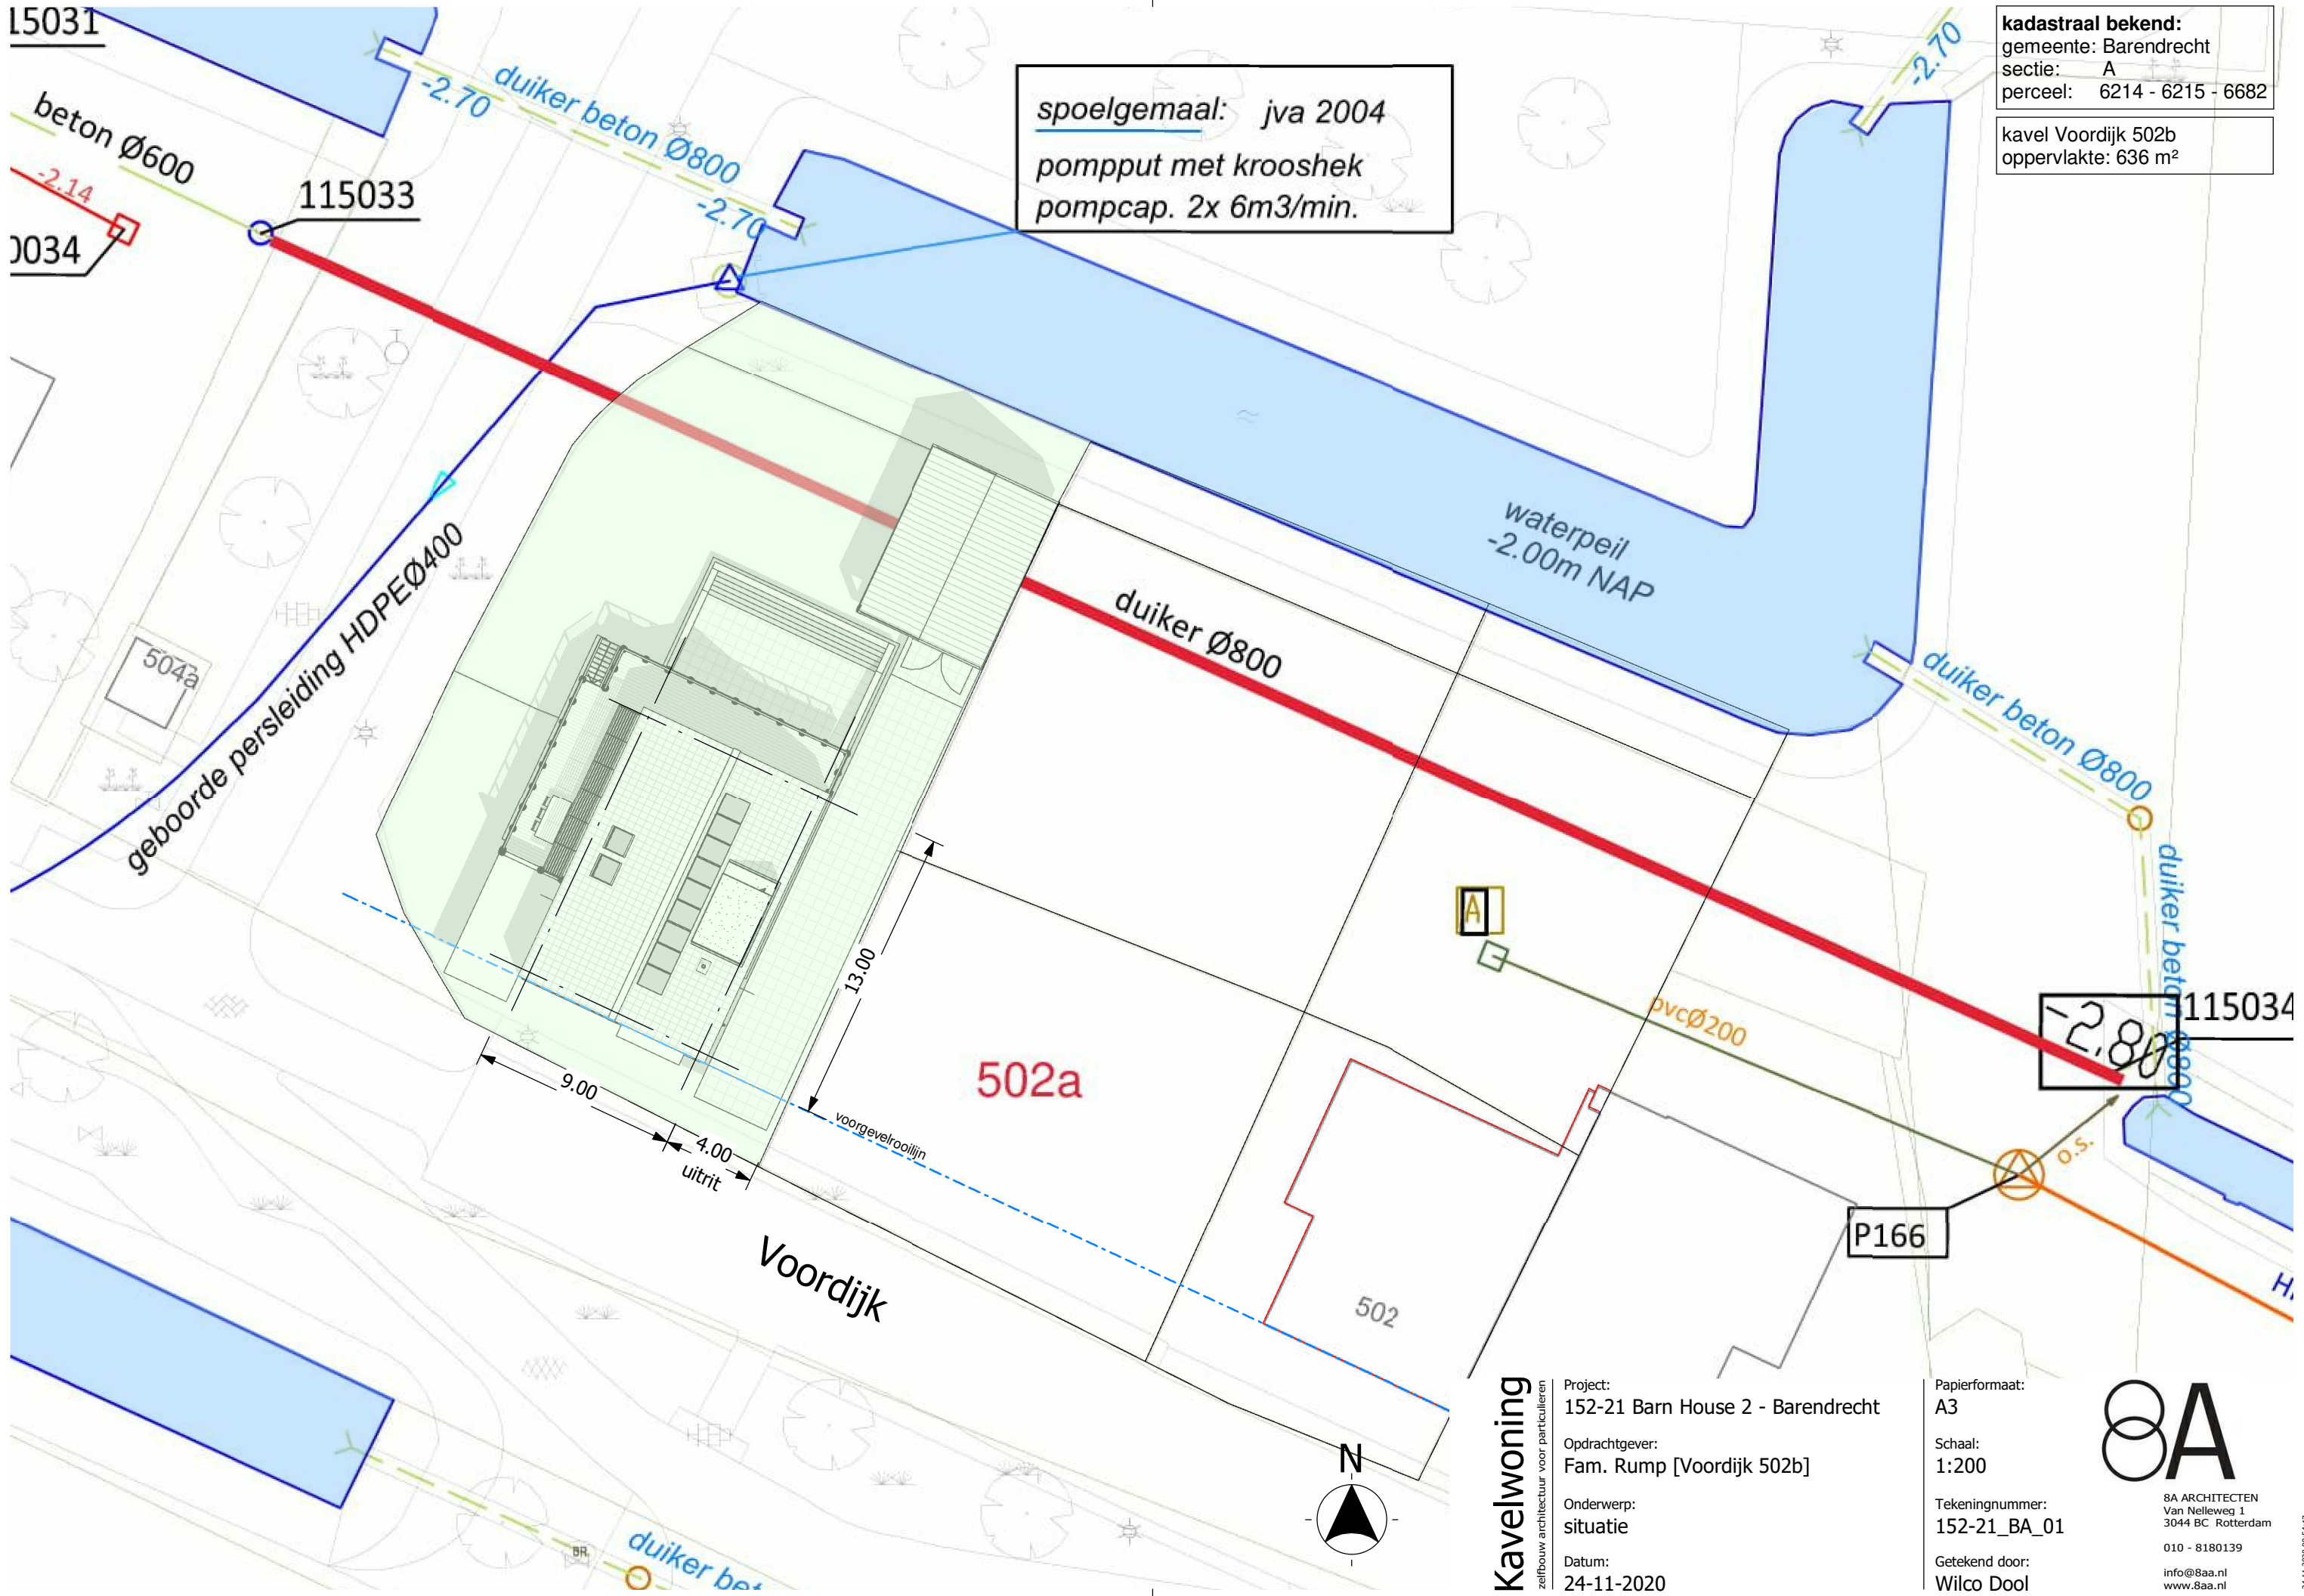 15031
beton Ø600
-2.14
0034
115033
-2.70
duiker beton Ø800
-2.70
spoelgemaal: jva 2004
pompput met krooshek
pompcap. 2x 6m3/min.
-2.70
kadastraal bekend:
gemeente: Barendrecht
sectie: A
perceel: 6214 - 6215 - 6682
kavel Voordijk 502b
oppervlakte: 636 m²
waterpeil
-2.00m NAP
duiker Ø800
geboorde persleiding HDPEØ400
504a
duiker beton Ø800
duiker beton Ø800
A
pvcØ200
-2.80
115034
o.s.
P166
13.00
9.00
4.00
uitrit
502a
voorgevelrooilijn
Voordijk
502
N
BR.
duiker bet
Kavelwoning
zelfbouw architectuur voor particulieren
Project:
152-21 Barn House 2 - Barendrecht
Opdrachtgever:
Fam. Rump [Voordijk 502b]
Onderwerp:
situatie
Datum:
24-11-2020
Papierformaat:
A3
Schaal:
1:200
Tekeningnummer:
152-21_BA_01
Getekend door:
Wilco Dool
8A
8A ARCHITECTEN
Van Nelleweg 1
3044 BC Rotterdam
010 - 8180139
info@8aa.nl
www.8aa.nl